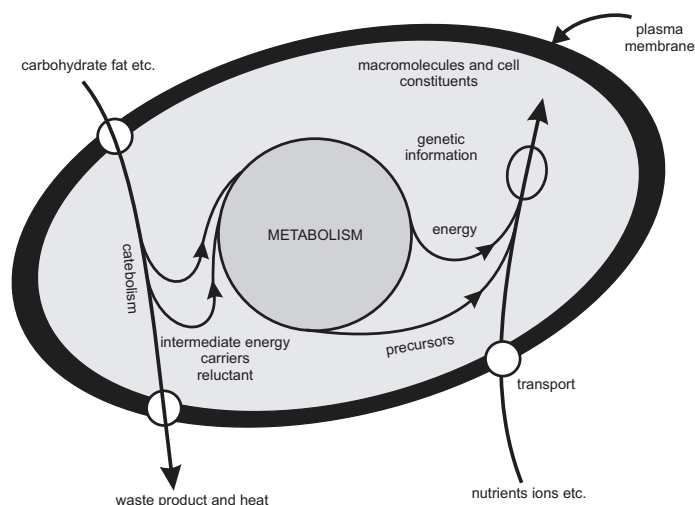 plasma
membrane
carbohydrate fat etc.
macromolecules and cell
constituents
genetic
information
METABOLISM
energy
catebolism
intermediate energy
carriers
reluctant
precursors
transport
waste product and heat
nutrients ions etc.